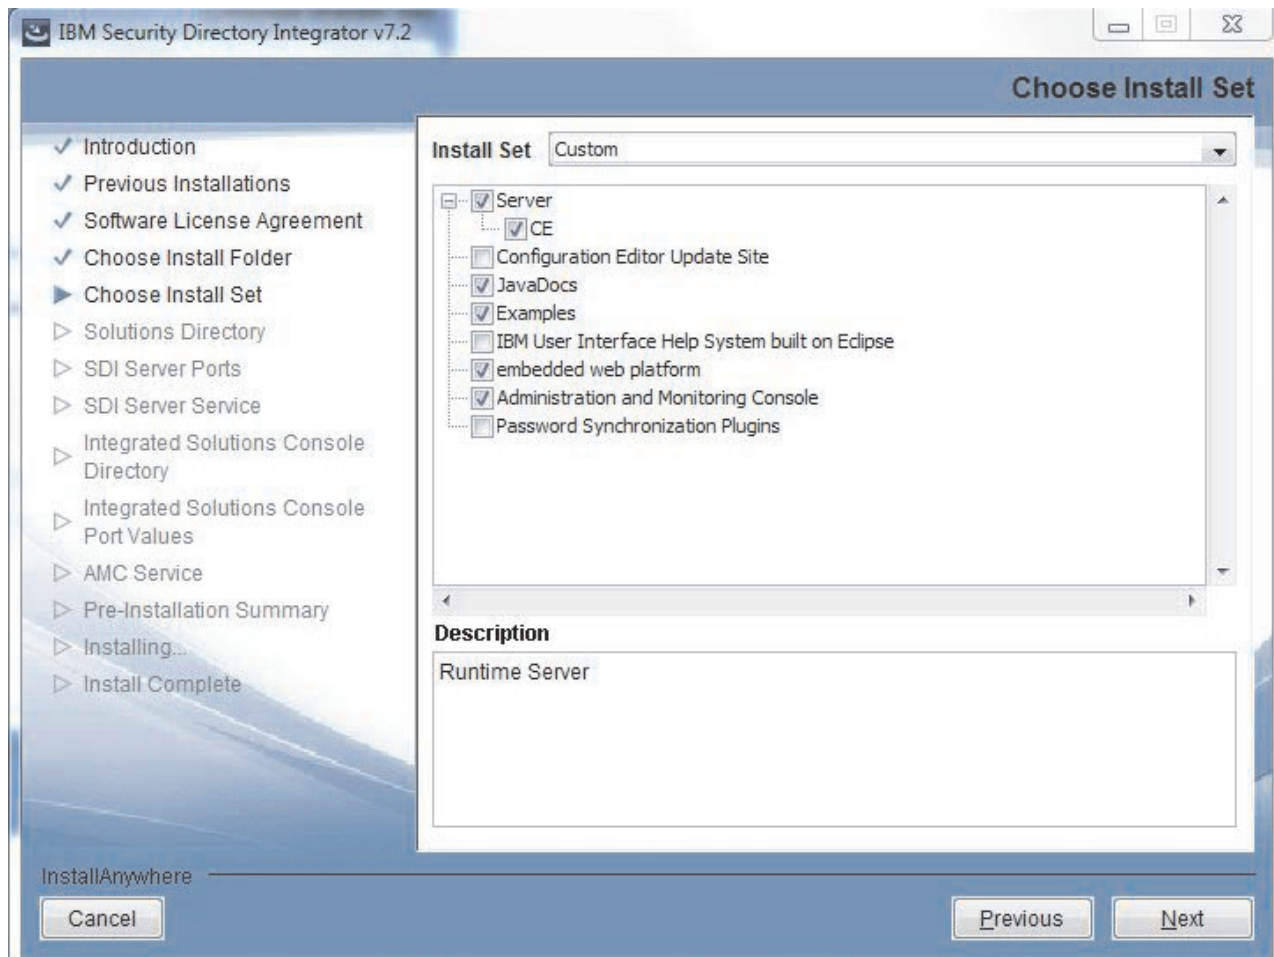 IBM Security Directory Integrator v7.2
Choose Install Set
Introduction
Previous Installations
Software License Agreement
Choose Install Folder
Choose Install Set
Solutions Directory
SDI Server Ports
SDI Server Service
Integrated Solutions Console
Directory
Integrated Solutions Console
Port Values
AMC Service
Pre-Installation Summary
Installing...
Install Complete
Install Set Custom
Server
CE
Configuration Editor Update Site
JavaDocs
Examples
IBM User Interface Help System built on Eclipse
embedded web platform
Administration and Monitoring Console
Password Synchronization Plugins
Description
Runtime Server
InstallAnywhere
Cancel Previous Next